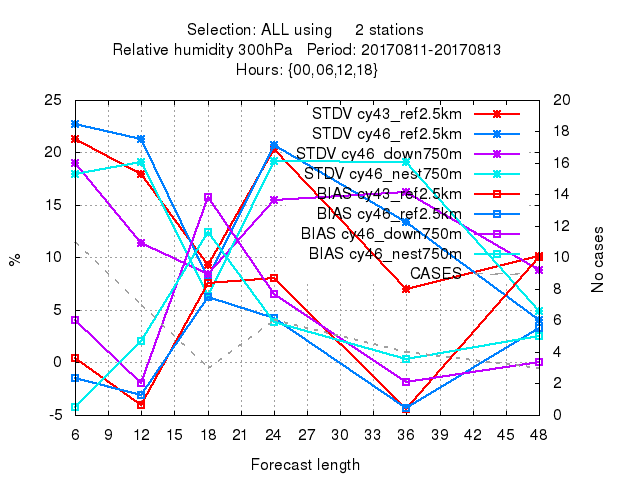 Selection: ALL using 2 stations
Relative humidity 300hPa Period: 20170811-20170813
Hours: {00,06,12,18}
25
20
15
10
5
0
-5
20
18
16
14
12
10
8
6
4
2
0
STDV cy43_ref2.5km
STDV cy46_ref2.5km
STDV cy46_down750m
STDV cy46_nest750m
BIAS cy43_ref2.5km
BIAS cy46_ref2.5km
BIAS cy46_down750m
BIAS cy46_nest750m
CASES
%
No cases
6 12 15 18 21 24 27 30 33 36 39 42 45 48
Forecast length